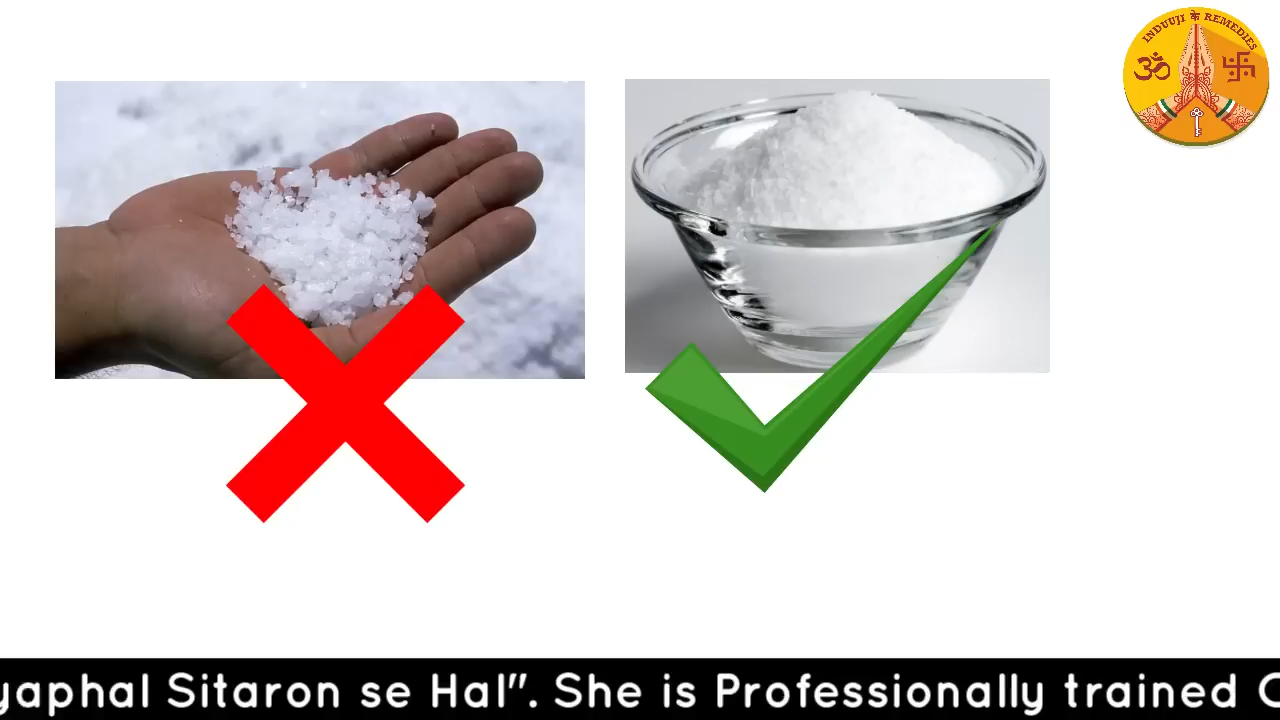 INDUUJI के REMEDIES
ॐ
yaphal Sitaron se Hal". She is Professionally trained C